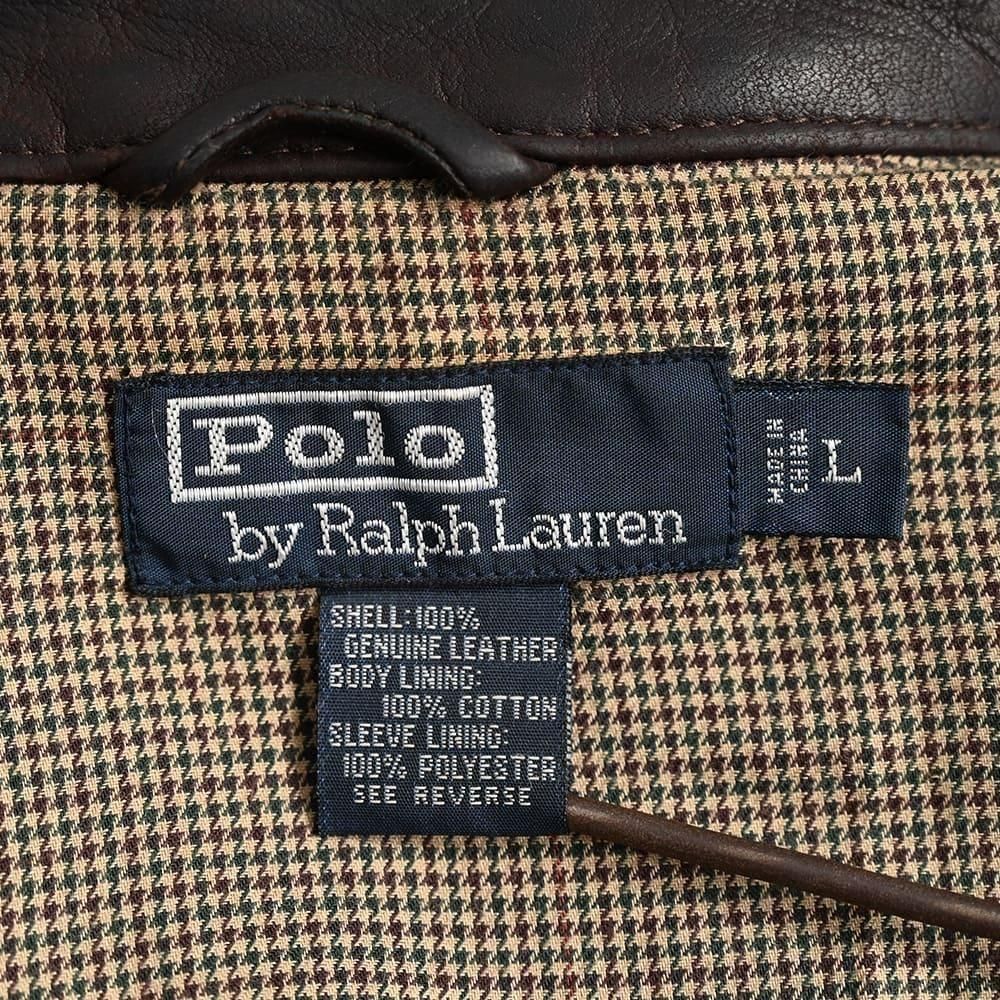 Polo
by Ralph Lauren
MADE IN
CHINA
L
SHELL:100%
GENUINE LEATHER
BODY LINING:
100% COTTON
SLEEVE LINING:
100% POLYESTER
SEE REVERSE